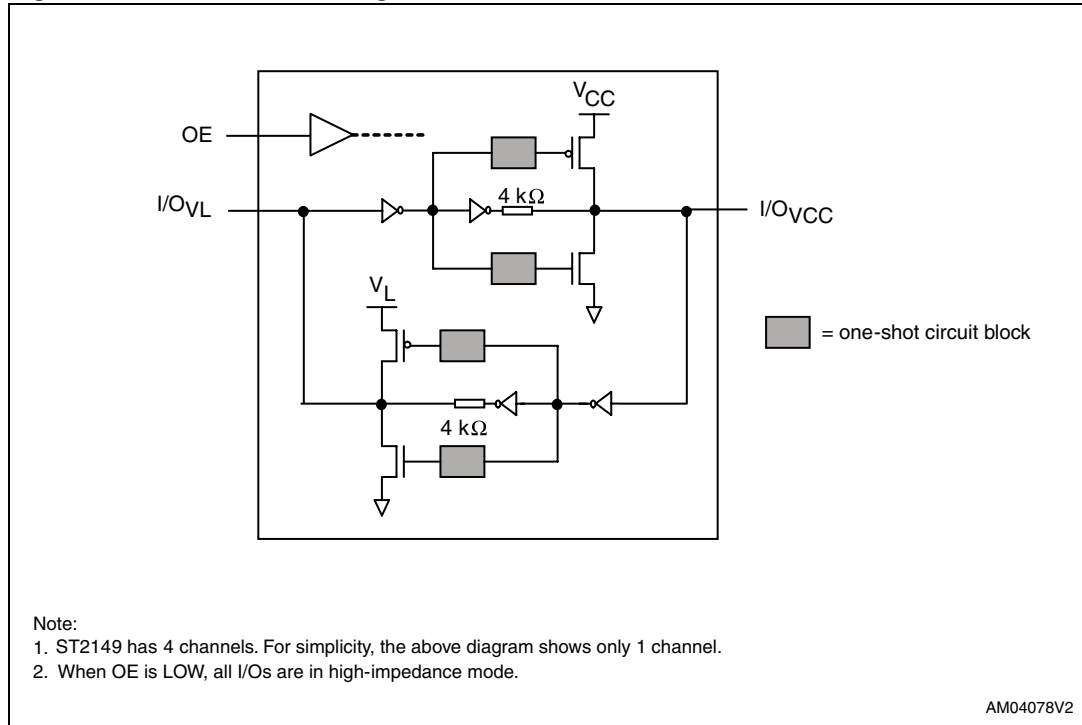 V_CC
OE
I/O_VL
4 kΩ
I/O_VCC
V_L
= one-shot circuit block
4 kΩ
Note:
1. ST2149 has 4 channels. For simplicity, the above diagram shows only 1 channel.
2. When OE is LOW, all I/Os are in high-impedance mode.
AM04078V2